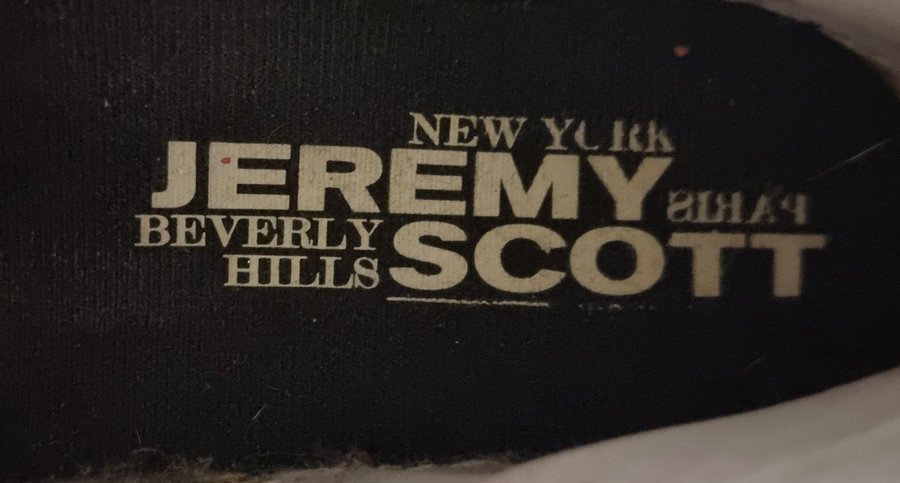 NEW YORK
JEREMY
PARIS
BEVERLY
SCOTT
HILLS